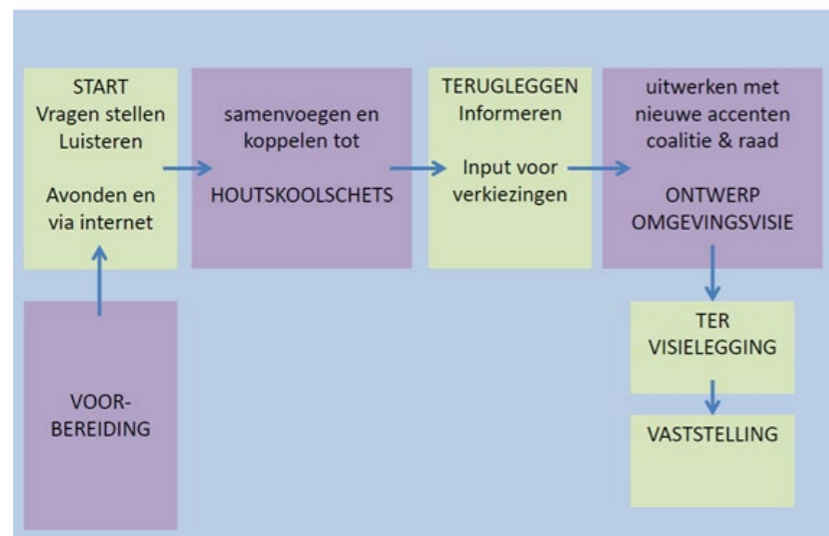 START
Vragen stellen
Luisteren
Avonden en
via internet
samenvoegen en
koppelen tot
HOUTSKOOLSCHETS
TERUGLEGGEN
Informeren
Input voor
verkiezingen
uitwerken met
nieuwe accenten
coalitie & raad
ONTWERP
OMGEVINGSVISIE
VOOR-
BEREIDING
TER
VISIELEGGING
VASTSTELLING